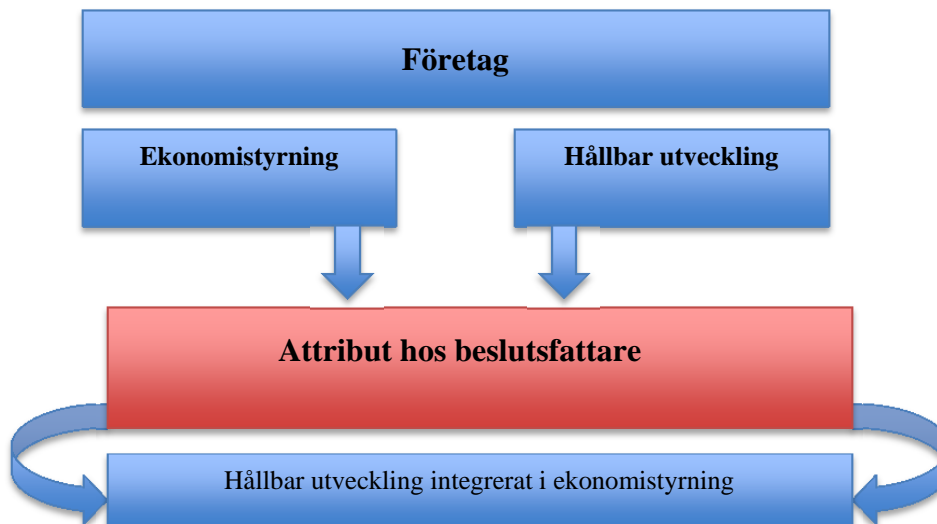 Företag
Ekonomistyrning
Hållbar utveckling
Attribut hos beslutsfattare
Hållbar utveckling integrerat i ekonomistyrning